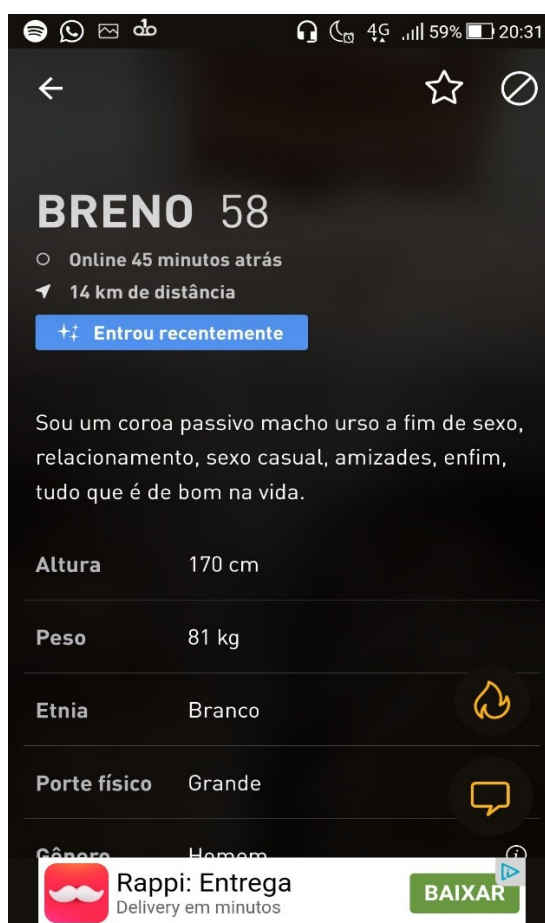 4G 59% 20:31
BRENO 58
Online 45 minutos atrás
14 km de distância
Entrou recentemente
Sou um coroa passivo macho urso a fim de sexo,
relacionamento, sexo casual, amizades, enfim,
tudo que é de bom na vida.
Altura 170 cm
Peso 81 kg
Etnia Branco
Porte físico Grande
Gênero Homem
Rappi: Entrega
Delivery em minutos
BAIXAR